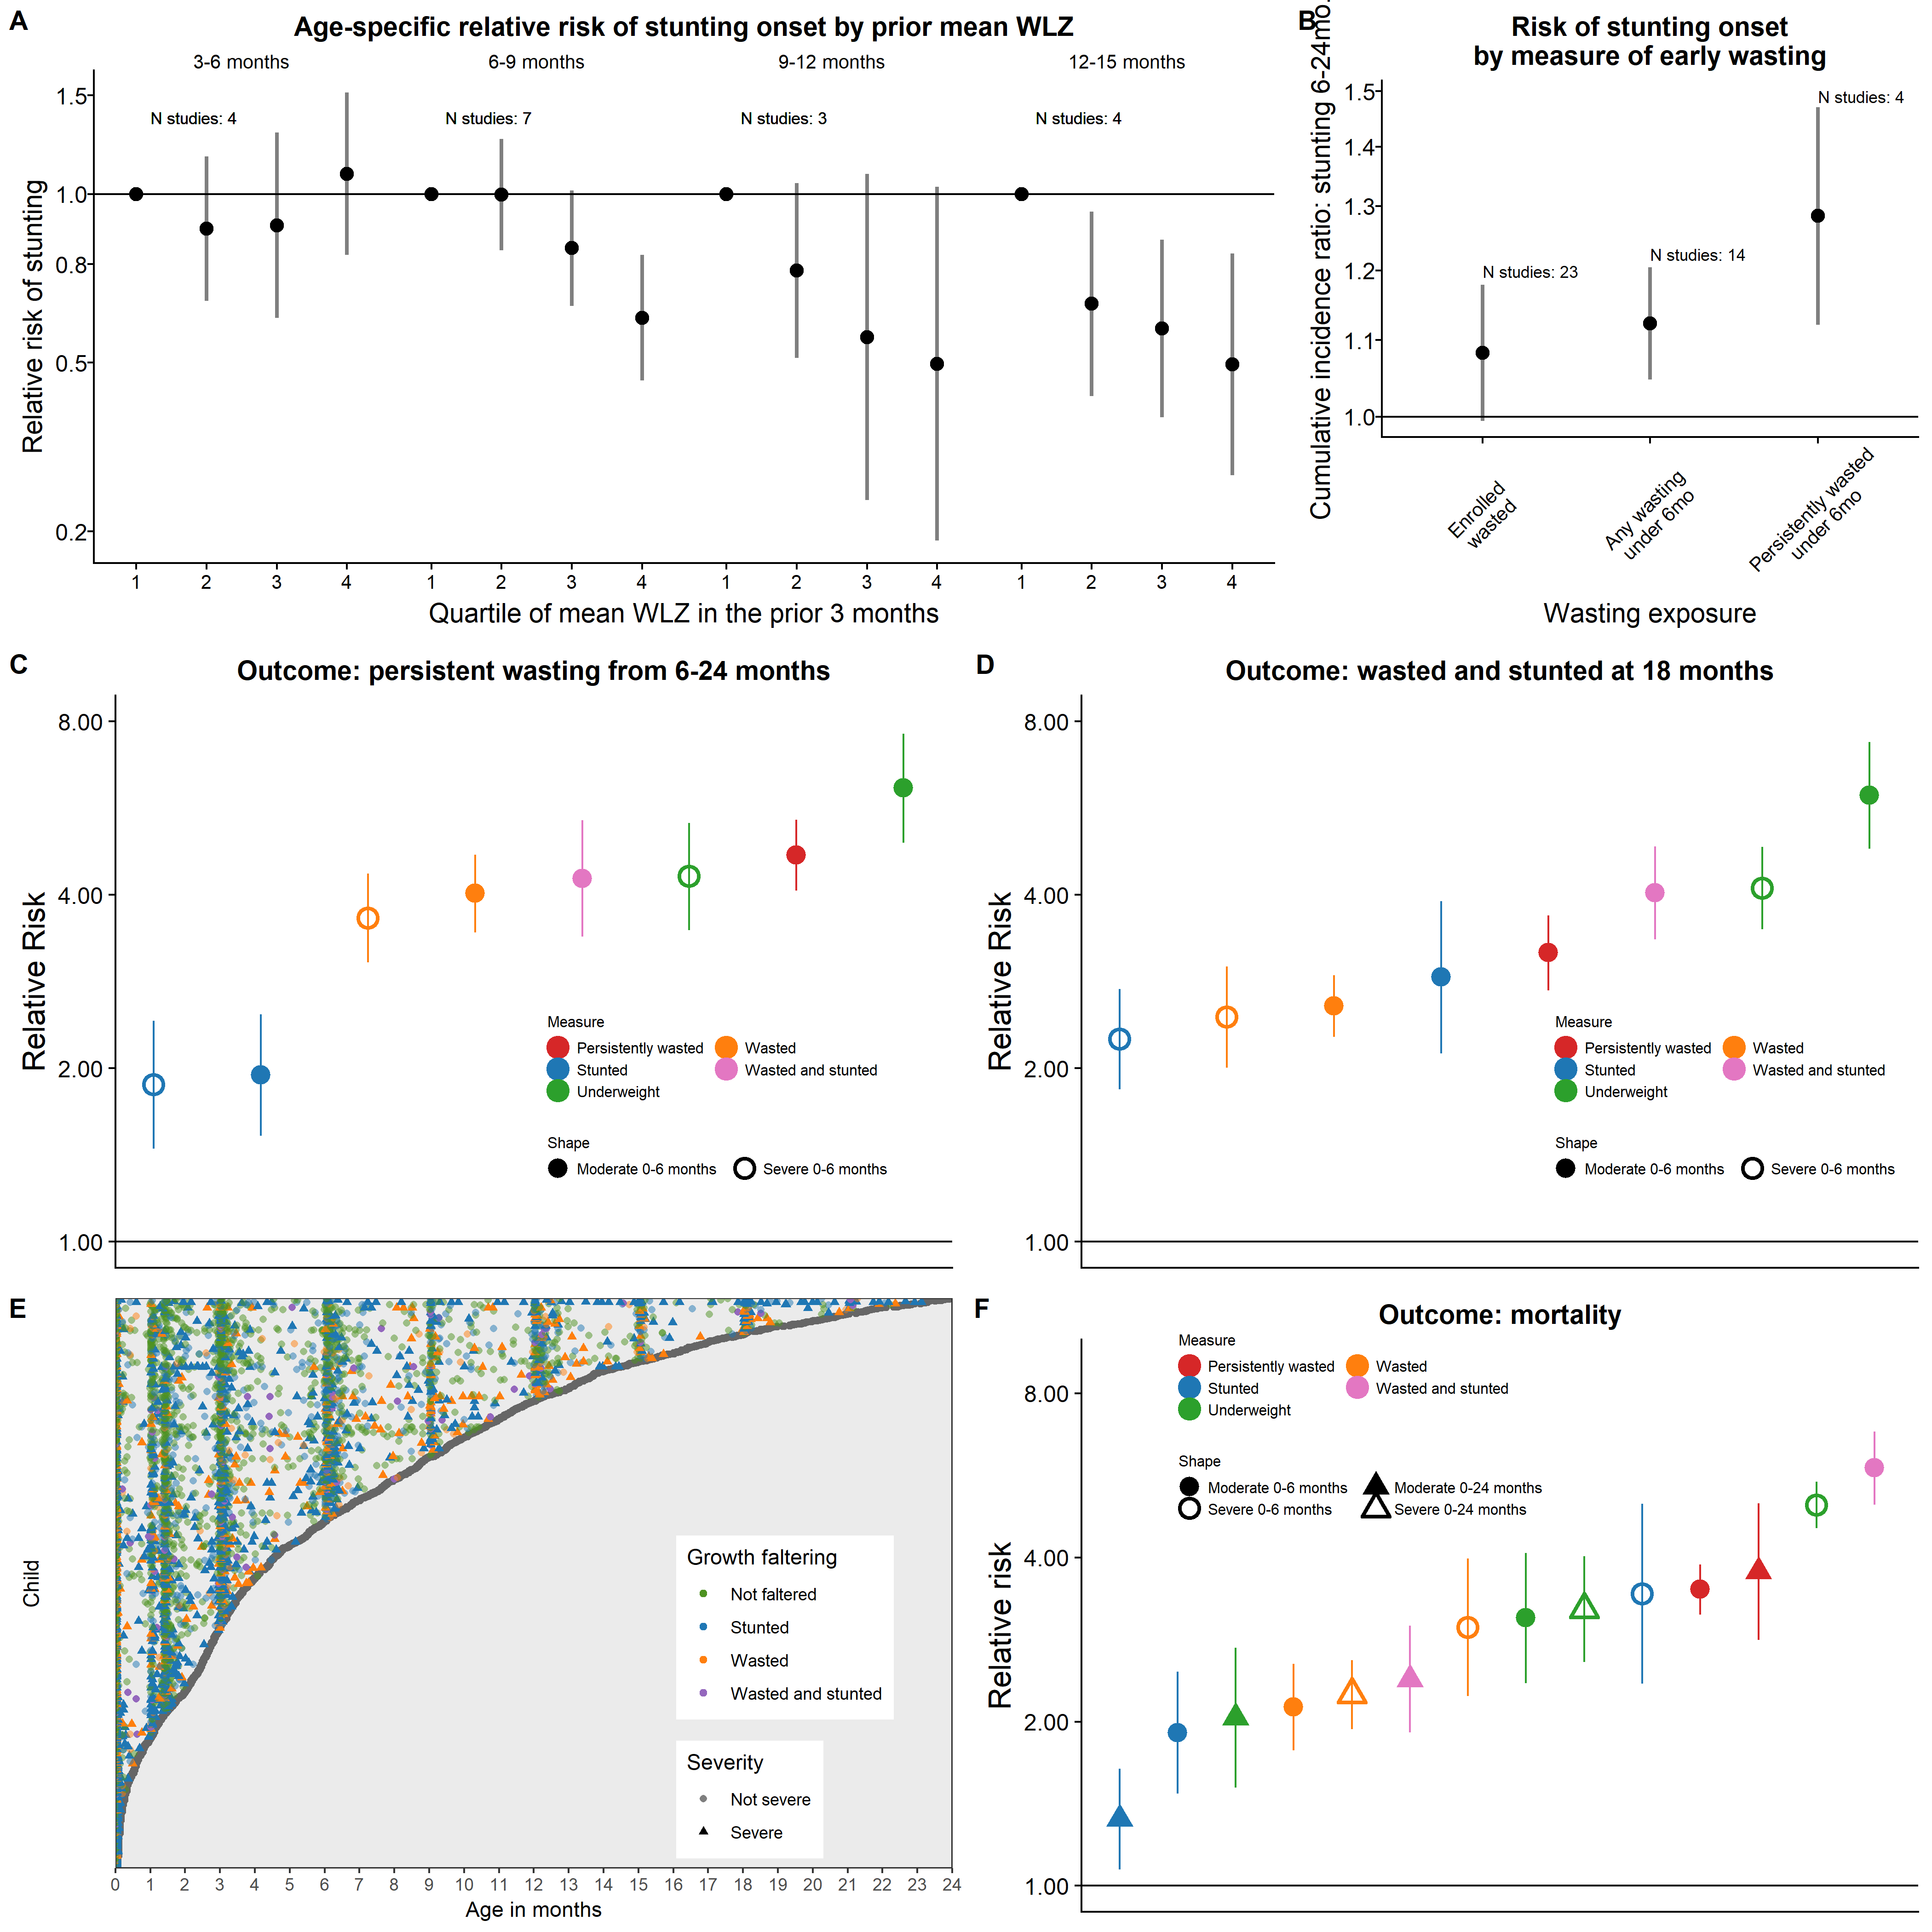 A
Age-specific relative risk of stunting onset by prior mean WLZ
3-6 months
6-9 months
9-12 months
12-15 months
N studies: 4
N studies: 7
N studies: 3
N studies: 4
Relative risk of stunting
1.5
1.0
0.8
0.5
0.2
1 2 3 4 1 2 3 4 1 2 3 4 1 2 3 4
Quartile of mean WLZ in the prior 3 months
B
Risk of stunting onset
by measure of early wasting
Cumulative incidence ratio: stunting 6-24mo.
1.5
1.4
1.3
1.2
1.1
1.0
N studies: 23
N studies: 14
N studies: 4
Enrolled
wasted
Any wasting
under 6mo
Persistently wasted
under 6mo
Wasting exposure
C
Outcome: persistent wasting from 6-24 months
Relative Risk
8.00
4.00
2.00
1.00
Measure
Persistently wasted
Wasted
Stunted
Wasted and stunted
Underweight
Shape
Moderate 0-6 months
Severe 0-6 months
D
Outcome: wasted and stunted at 18 months
Relative Risk
8.00
4.00
2.00
1.00
Measure
Persistently wasted
Wasted
Stunted
Wasted and stunted
Underweight
Shape
Moderate 0-6 months
Severe 0-6 months
E
Child
Growth faltering
Not faltered
Stunted
Wasted
Wasted and stunted
Severity
Not severe
Severe
0 1 2 3 4 5 6 7 8 9 10 11 12 13 14 15 16 17 18 19 20 21 22 23 24
Age in months
F
Outcome: mortality
Measure
Persistently wasted
Wasted
Stunted
Wasted and stunted
Underweight
Shape
Moderate 0-6 months
Moderate 0-24 months
Severe 0-6 months
Severe 0-24 months
Relative risk
8.00
4.00
2.00
1.00